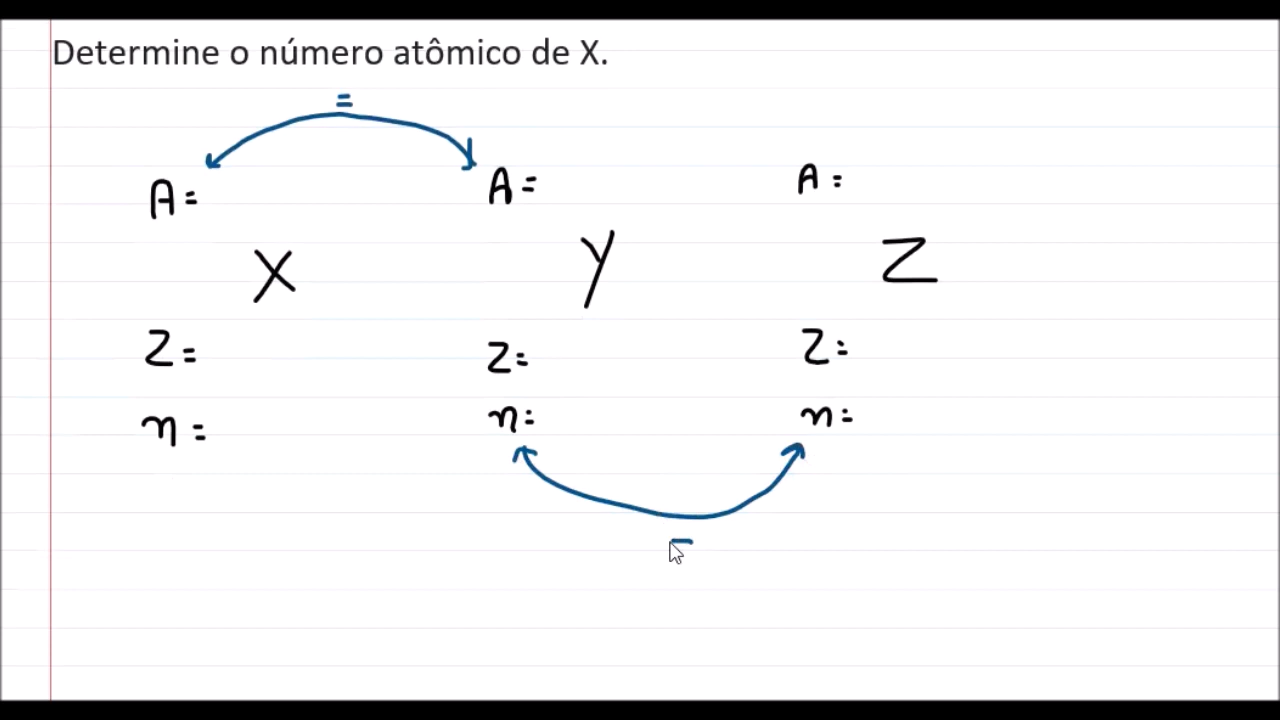 Determine o número atômico de X.
=
A= A= A=
X Y Z
Z= Z= Z=
n= n= n=